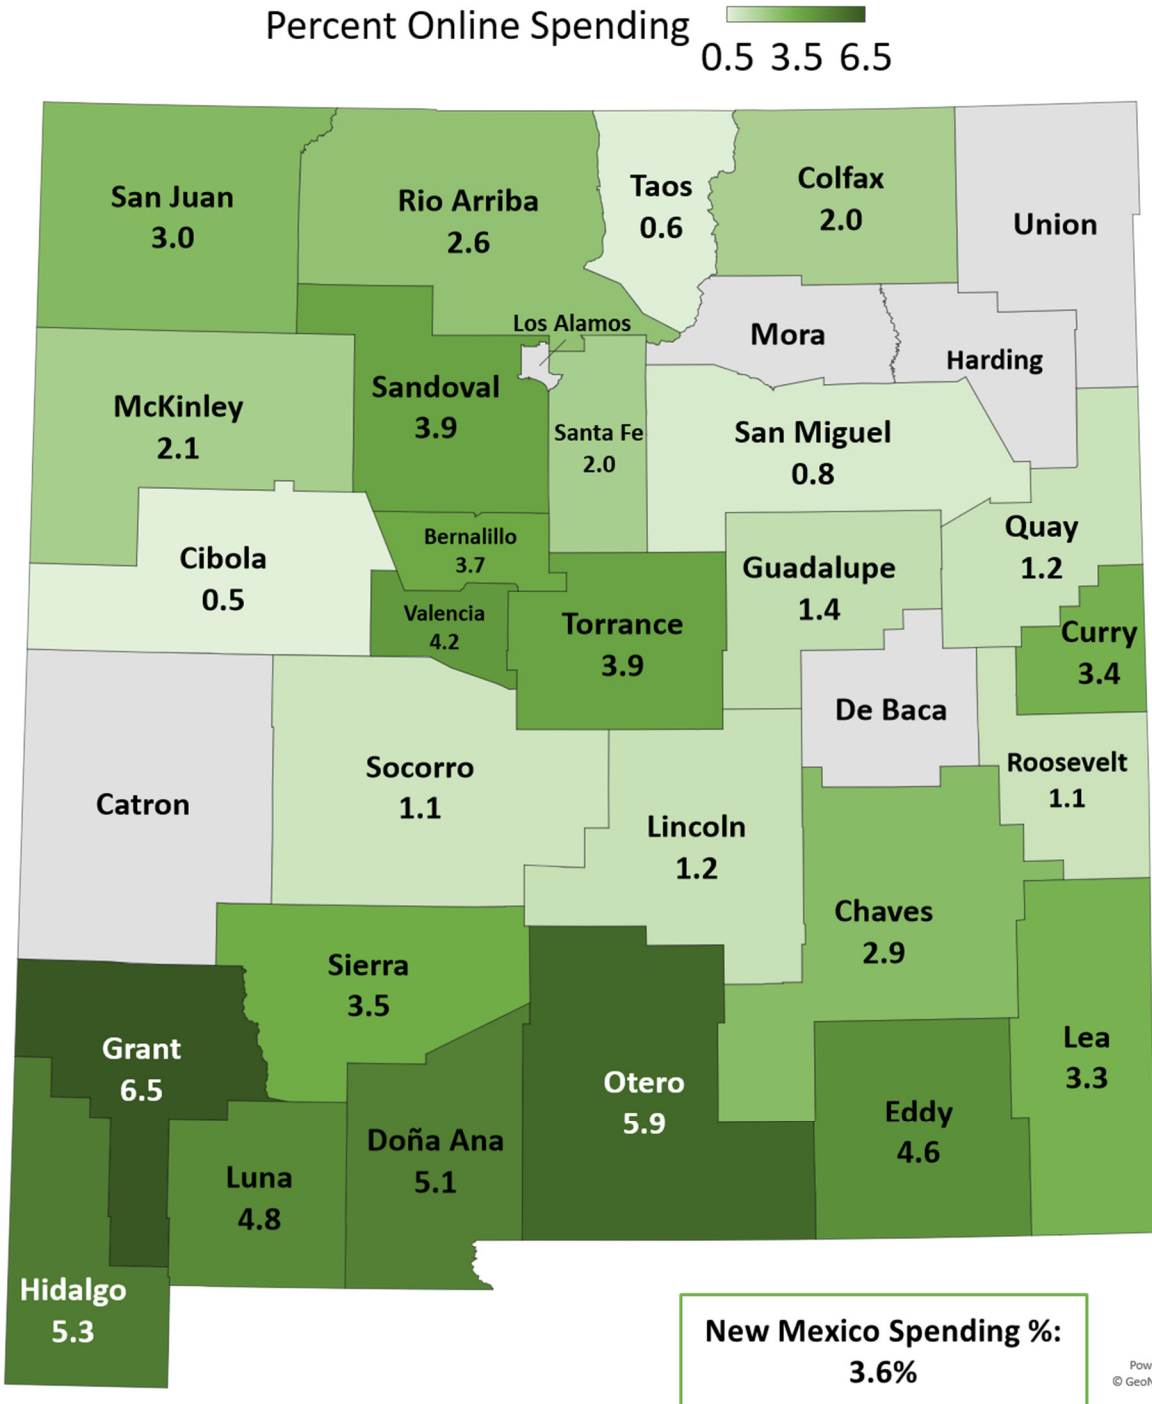 Percent Online Spending
0.5 3.5 6.5
San Juan
3.0
Rio Arriba
2.6
Taos
0.6
Colfax
2.0
Union
Los Alamos
Mora
Harding
McKinley
2.1
Sandoval
3.9
Santa Fe
2.0
San Miguel
0.8
Quay
1.2
Cibola
0.5
Bernalillo
3.7
Guadalupe
1.4
Valencia
4.2
Torrance
3.9
Curry
3.4
De Baca
Catron
Socorro
1.1
Lincoln
1.2
Roosevelt
1.1
Chaves
2.9
Sierra
3.5
Grant
6.5
Otero
5.9
Lea
3.3
Doña Ana
5.1
Eddy
4.6
Luna
4.8
Hidalgo
5.3
New Mexico Spending %:
3.6%
Pow
© GeoN